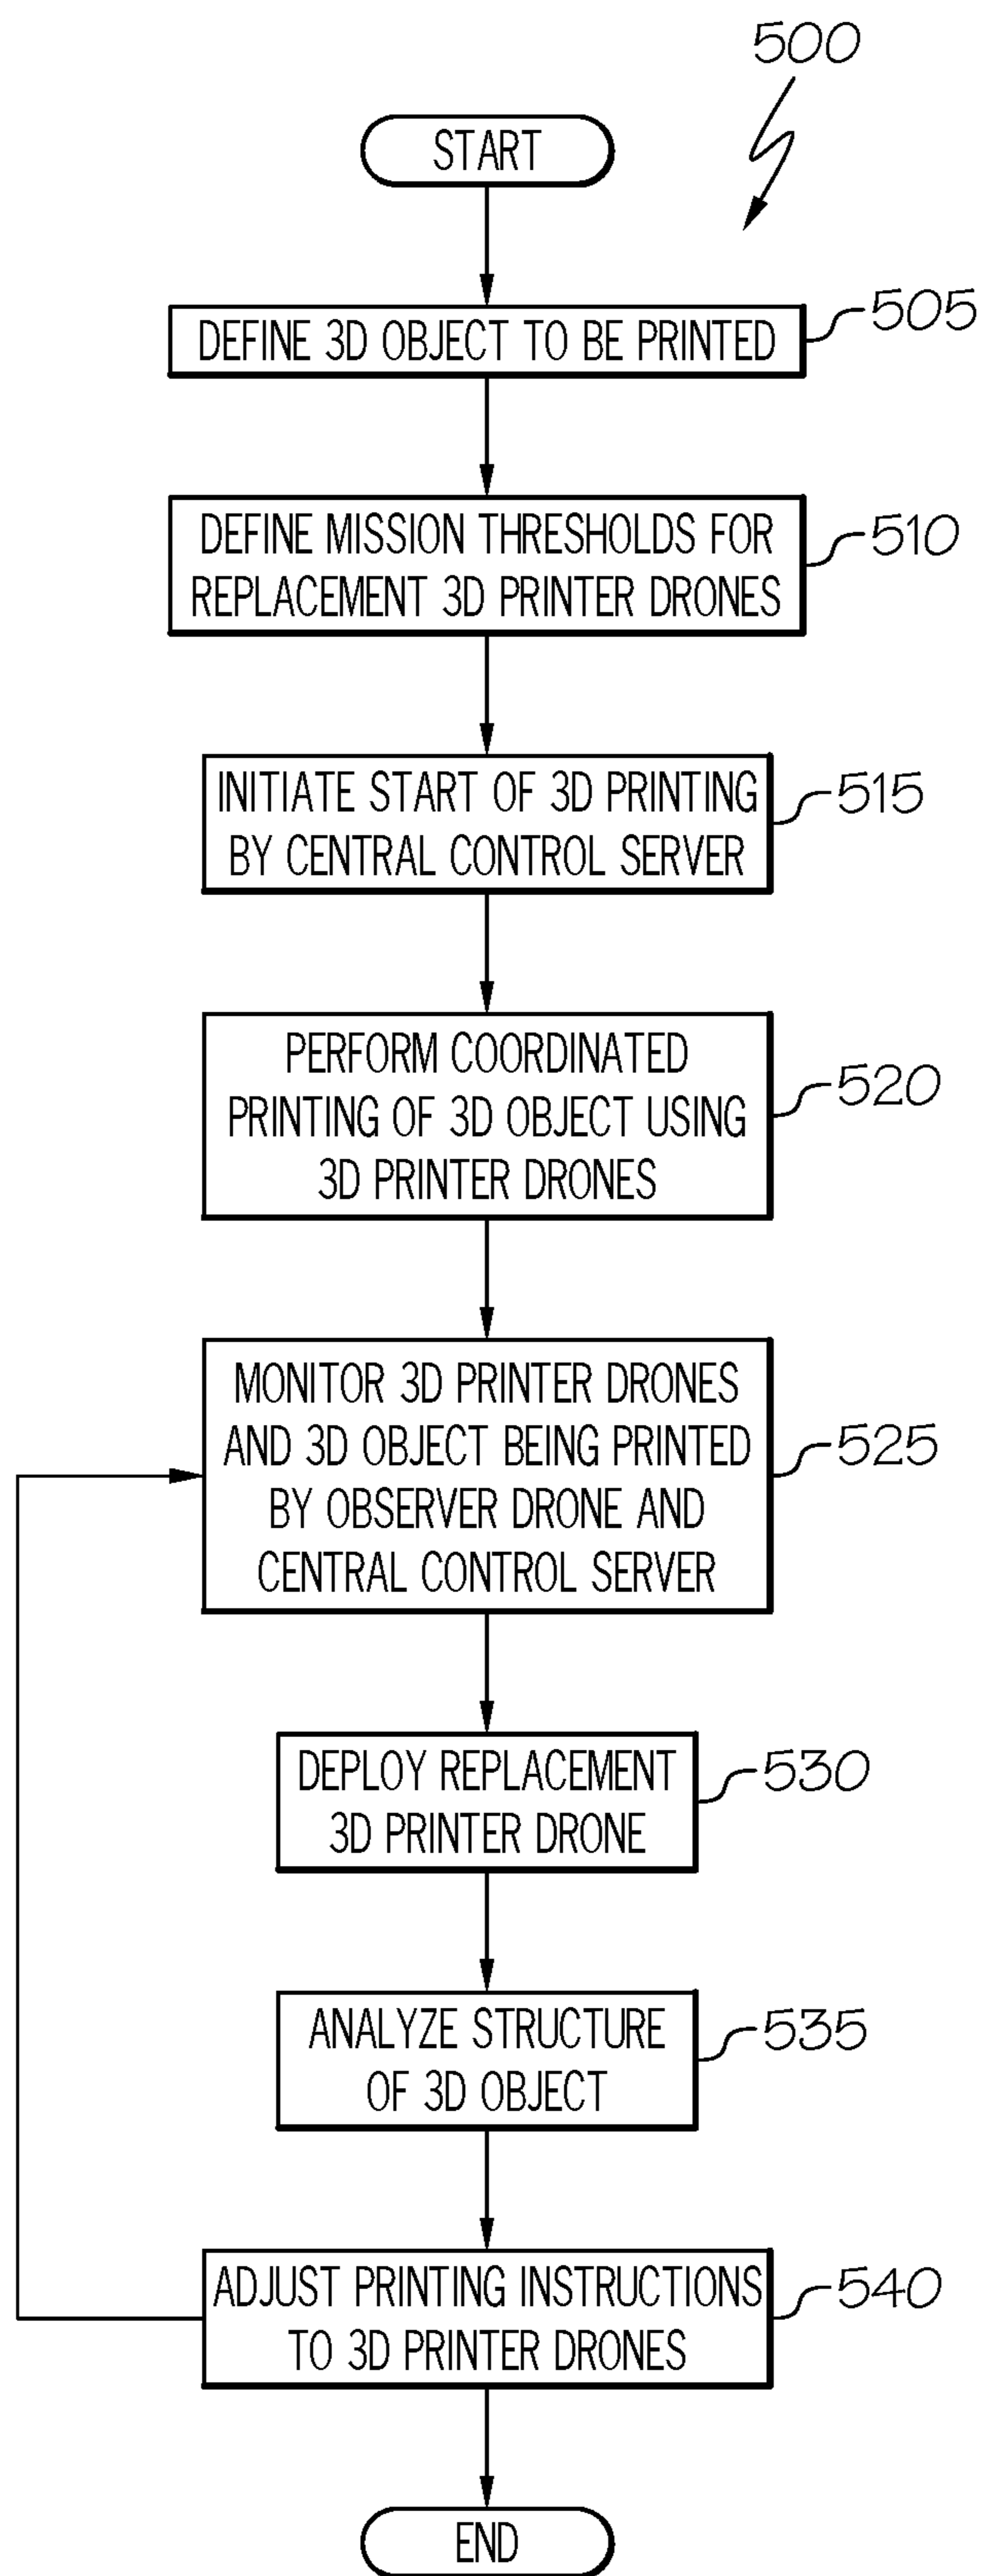 500
START
DEFINE 3D OBJECT TO BE PRINTED
505
DEFINE MISSION THRESHOLDS FOR
REPLACEMENT 3D PRINTER DRONES
510
INITIATE START OF 3D PRINTING
BY CENTRAL CONTROL SERVER
515
PERFORM COORDINATED
PRINTING OF 3D OBJECT USING
3D PRINTER DRONES
520
MONITOR 3D PRINTER DRONES
AND 3D OBJECT BEING PRINTED
BY OBSERVER DRONE AND
CENTRAL CONTROL SERVER
525
DEPLOY REPLACEMENT
3D PRINTER DRONE
530
ANALYZE STRUCTURE
OF 3D OBJECT
535
ADJUST PRINTING INSTRUCTIONS
TO 3D PRINTER DRONES
540
END